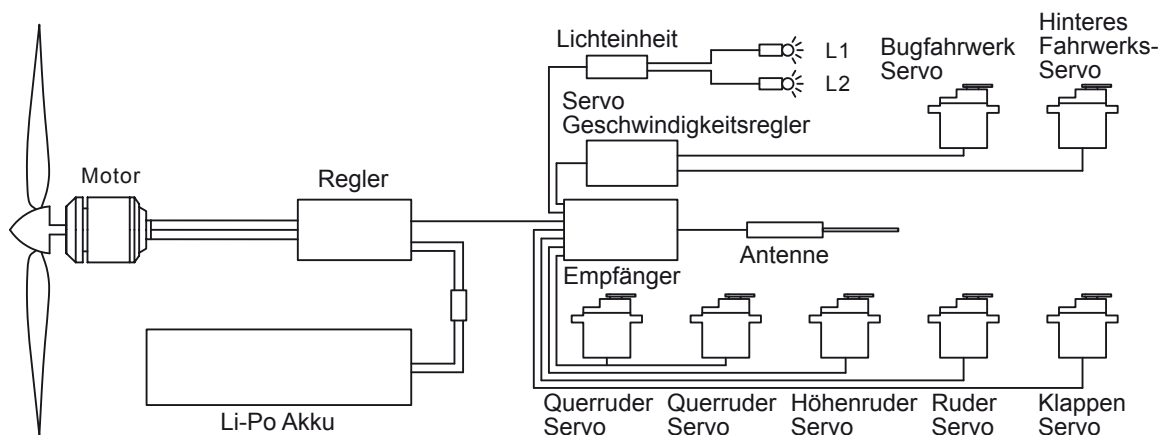 Lichteinheit
L1
L2
Bugfahrwerk
Servo
Hinteres
Fahrwerks-
Servo
Servo
Geschwindigkeitsregler
Motor
Regler
Empfänger
Antenne
Li-Po Akku
Querruder
Servo
Querruder
Servo
Höhenruder
Servo
Ruder
Servo
Klappen
Servo